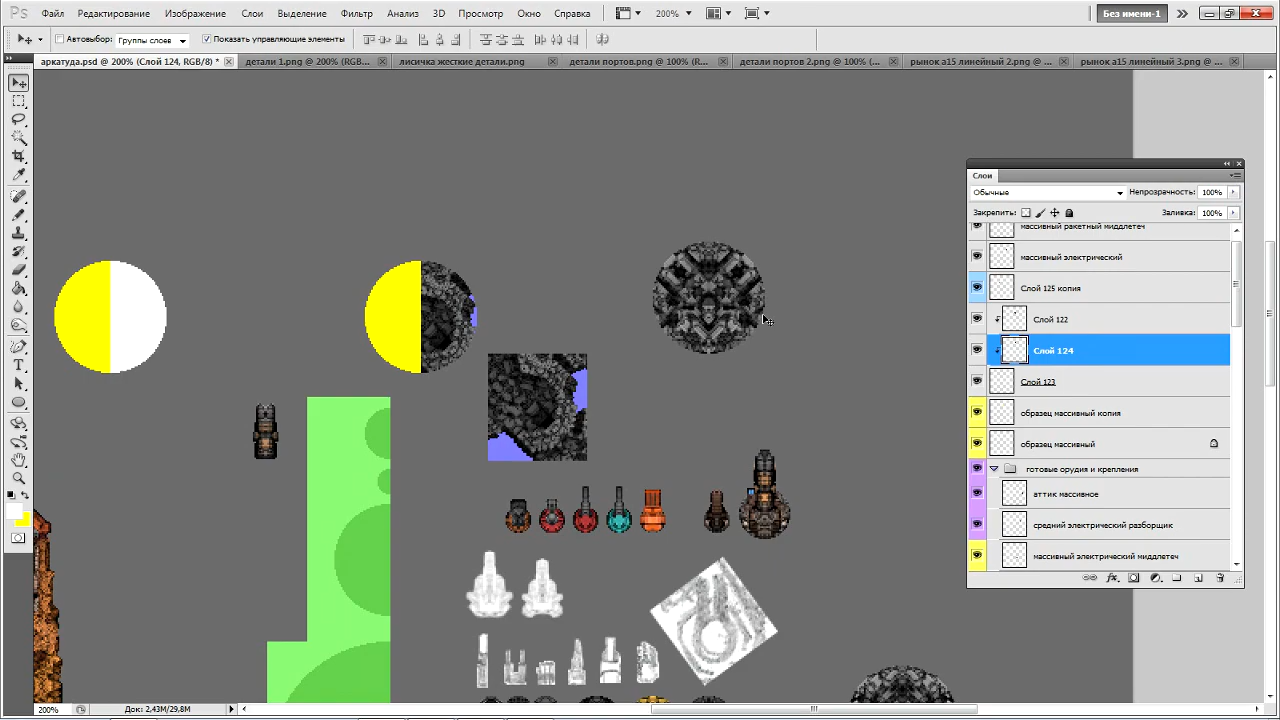 Ps Файл Редактирование Изображение Слои Выделение Фильтр Анализ 3D Просмотр Окно Справка 200% Без имени-1
Автовыбор: Группы слоев Показать управляющие элементы
аркатуда.psd @ 200% (Слой 124, RGB/8) * детали 1.png @ 200% (RGB... лисичка жесткие детали.png детали портов.png @ 100% (R... детали портов 2.png @ 100% (... рынок a15 линейный 2.png @ ... рынок a15 линейный 3.png @ ...
Слои
Обычные Непрозрачность: 100%
Закрепить: Заливка: 100%
массивный ракетный миддлетеч
массивный электрический
Слой 125 копия
Слой 122
Слой 124
Слой 123
образец массивный копия
образец массивный
готовые орудия и крепления
аттик массивное
средний электрический разборщик
массивный электрический миддлетеч
fx
200% Док: 2,43M/29,8M